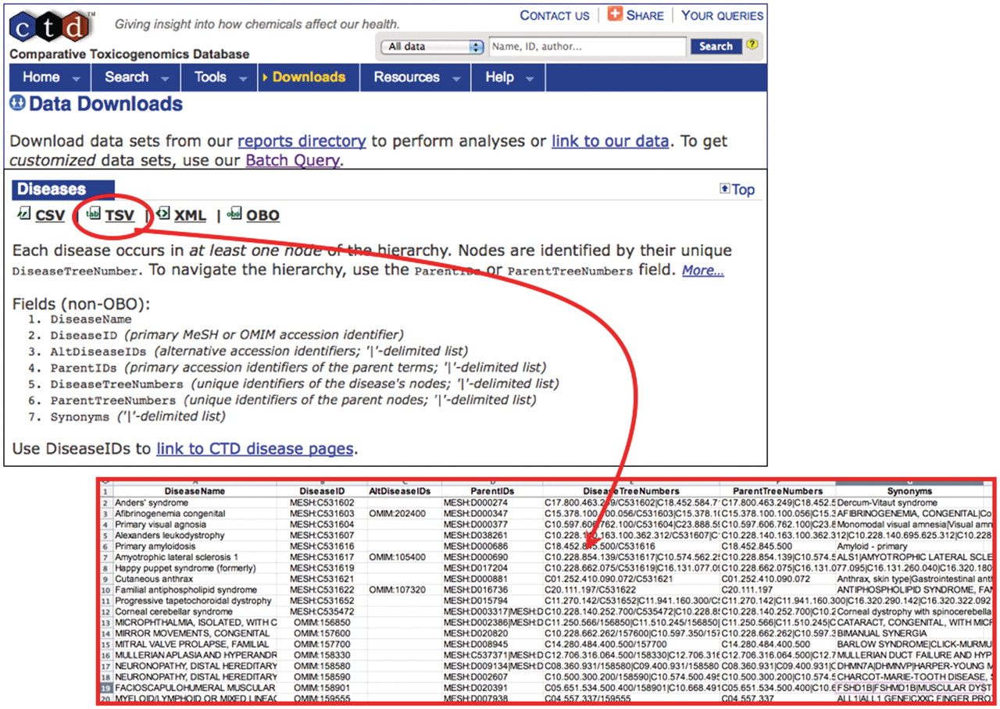 ctd™
Giving insight into how chemicals affect our health.
CONTACT US | SHARE | YOUR QUERIES
Comparative Toxicogenomics Database
All data Name, ID, author... Search ?
Home Search Tools Downloads Resources Help
Data Downloads
Download data sets from our reports directory to perform analyses or link to our data. To get
customized data sets, use our Batch Query.
Diseases
Top
CSV | tab TSV | XML | obo OBO
Each disease occurs in at least one node of the hierarchy. Nodes are identified by their unique
DiseaseTreeNumber. To navigate the hierarchy, use the ParentIDs or ParentTreeNumbers field. More...
Fields (non-OBO):
1. DiseaseName
2. DiseaseID (primary MeSH or OMIM accession identifier)
3. AltDiseaseIDs (alternative accession identifiers; '|'-delimited list)
4. ParentIDs (primary accession identifiers of the parent terms; '|'-delimited list)
5. DiseaseTreeNumbers (unique identifiers of the disease's nodes; '|'-delimited list)
6. ParentTreeNumbers (unique identifiers of the parent nodes; '|'-delimited list)
7. Synonyms ('|'-delimited list)
Use DiseaseIDs to link to CTD disease pages.
1 DiseaseName DiseaseID AltDiseaseIDs ParentIDs DiseaseTreeNumbers ParentTreeNumbers Synonyms
2 Anders' syndrome MESH:C531602 MESH:D000274 C17.800.463.249/C531602|C18.452.584.7 C17.800.463.249|C18.452.5 Dercum-Vitaut syndrome
3 Afibrinogenemia congenital MESH:C531603 OMIM:202400 MESH:D000347 C15.378.100.100.056/C531603|C15.378.10 C15.378.100.100.056|C15.3 AFIBRINOGENEMIA, CONGENITAL|Co
4 Primary visual agnosia MESH:C531604 MESH:D000377 C10.597.606.762.100/C531604|C23.888.59 C10.597.606.762.100|C23.8 Monomodal visual amnesia|Visual amn
5 Alexanders leukodystrophy MESH:C531607 MESH:D038261 C10.228.140.163.100.362.312/C531607|C1 C10.228.140.163.100.362.312|C10.228.140.695.625.312|C10.228
6 Primary amyloidosis MESH:C531616 MESH:D000686 C18.452.845.500/C531616 C18.452.845.500 Amyloid - primary
7 Amyotrophic lateral sclerosis 1 MESH:C531617 OMIM:105400 MESH:D000690 C10.228.854.139/C531617|C10.574.562.25 C10.228.854.139|C10.574.5 ALS1|AMYOTROPHIC LATERAL SCLE
8 Happy puppet syndrome (formerly) MESH:C531619 MESH:D017204 C10.228.662.075/C531619|C16.131.077.09 C10.228.662.075|C16.131.077.095|C16.131.260.040|C16.320.180
9 Cutaneous anthrax MESH:C531621 MESH:D000881 C01.252.410.090.072/C531621 C01.252.410.090.072 Anthrax, skin type|Gastrointestinal anth
10 Familial antiphospholipid syndrome MESH:C531622 OMIM:107320 MESH:D016736 C20.111.197/C531622 C20.111.197 ANTIPHOSPHOLIPID SYNDROME, FAM
11 Progressive tapetochoroidal dystrophy MESH:C531652 MESH:D015794 C11.270.142/C531652|C11.941.160.300/C5 C11.270.142|C11.941.160.300|C16.320.290.142|C16.320.322.092
12 Corneal cerebellar syndrome MESH:C535472 MESH:D003317|MESH:D C10.228.140.252.700/C535472|C10.228.85 C10.228.140.252.700|C10.2 Corneal dystrophy with spinocerebella
13 MICROPHTHALMIA, ISOLATED, WITH C OMIM:156850 MESH:D002386|MESH:D C11.250.566/156850|C11.510.245/156850| C11.250.566|C11.510.245|C CATARACT, CONGENITAL, WITH MICR
14 MIRROR MOVEMENTS, CONGENITAL OMIM:157600 MESH:D020820 C10.228.662.262/157600|C10.597.350/157 C10.228.662.262|C10.597.3 BIMANUAL SYNERGIA
15 MITRAL VALVE PROLAPSE, FAMILIAL OMIM:157700 MESH:D008945 C14.280.484.400.500/157700 C14.280.484.400.500 BARLOW SYNDROME|CLICK-MURMU
16 MULLERIAN APLASIA AND HYPERANDR OMIM:158330 MESH:C537371|MESH:D C12.706.316.064.500/158330|C12.706.316 C12.706.316.064.500|C12.7 MULLERIAN DUCT FAILURE AND HYP
17 NEURONOPATHY, DISTAL HEREDITARY OMIM:158580 MESH:D009134|MESH:D C08.360.931/158580|C09.400.931/158580 C08.360.931|C09.400.931|C DHMN7A|DHMNVP|HARPER-YOUNG M
18 NEURONOPATHY, DISTAL HEREDITARY OMIM:158590 MESH:D002607 C10.500.300.200/158590|C10.574.500.495 C10.500.300.200|C10.574.5 CHARCOT-MARIE-TOOTH DISEASE, S
19 FACIOSCAPULOHUMERAL MUSCULAR OMIM:158901 MESH:D020391 C05.651.534.500.400/158901|C10.668.491 C05.651.534.500.400|C10.6 FSHD1B|FSHMD1B|MUSCULAR DYST
20 MYELOID/LYMPHOID OR MIXED LINEAG OMIM:159555 MESH:D007938 C04.557.337/159555 C04.557.337 ALL1|ALL1 GENE|CXXC FINGER PRO